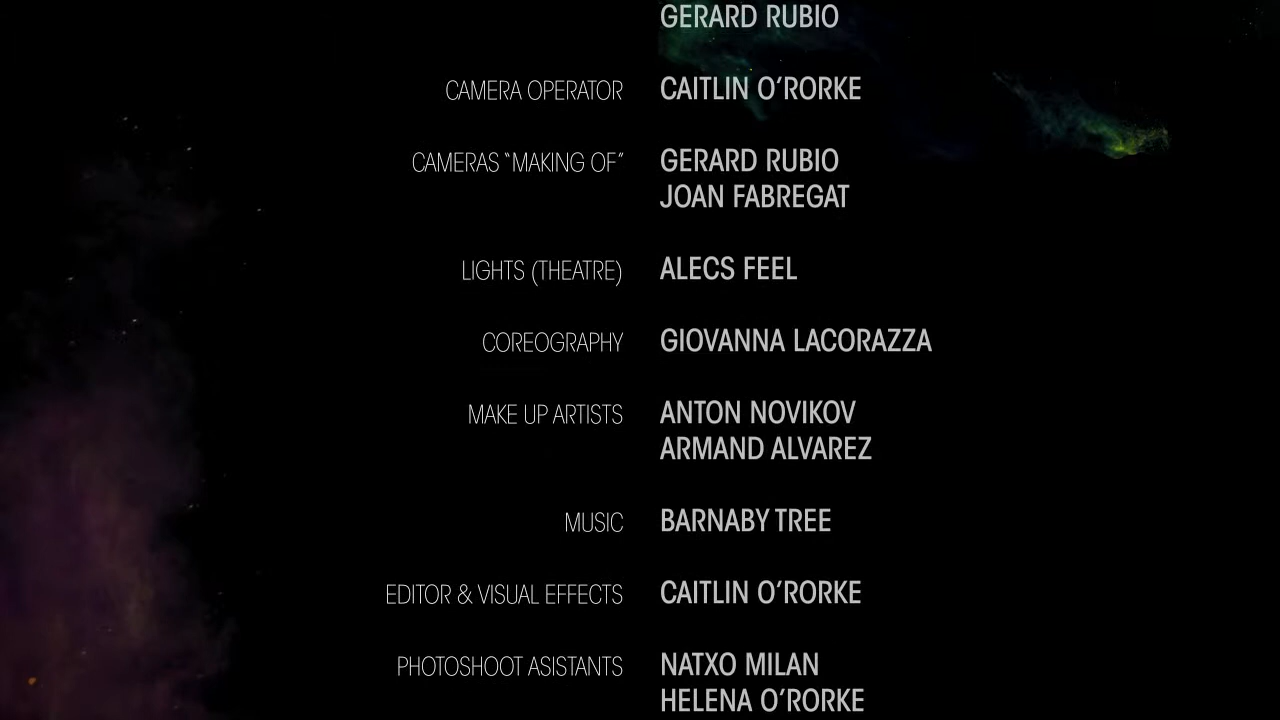 GERARD RUBIO
CAMERA OPERATOR CAITLIN O’RORKE
CAMERAS “MAKING OF” GERARD RUBIO
JOAN FABREGAT
LIGHTS (THEATRE) ALECS FEEL
COREOGRAPHY GIOVANNA LACORAZZA
MAKE UP ARTISTS ANTON NOVIKOV
ARMAND ALVAREZ
MUSIC BARNABY TREE
EDITOR & VISUAL EFFECTS CAITLIN O’RORKE
PHOTOSHOOT ASISTANTS NATXO MILAN
HELENA O’RORKE